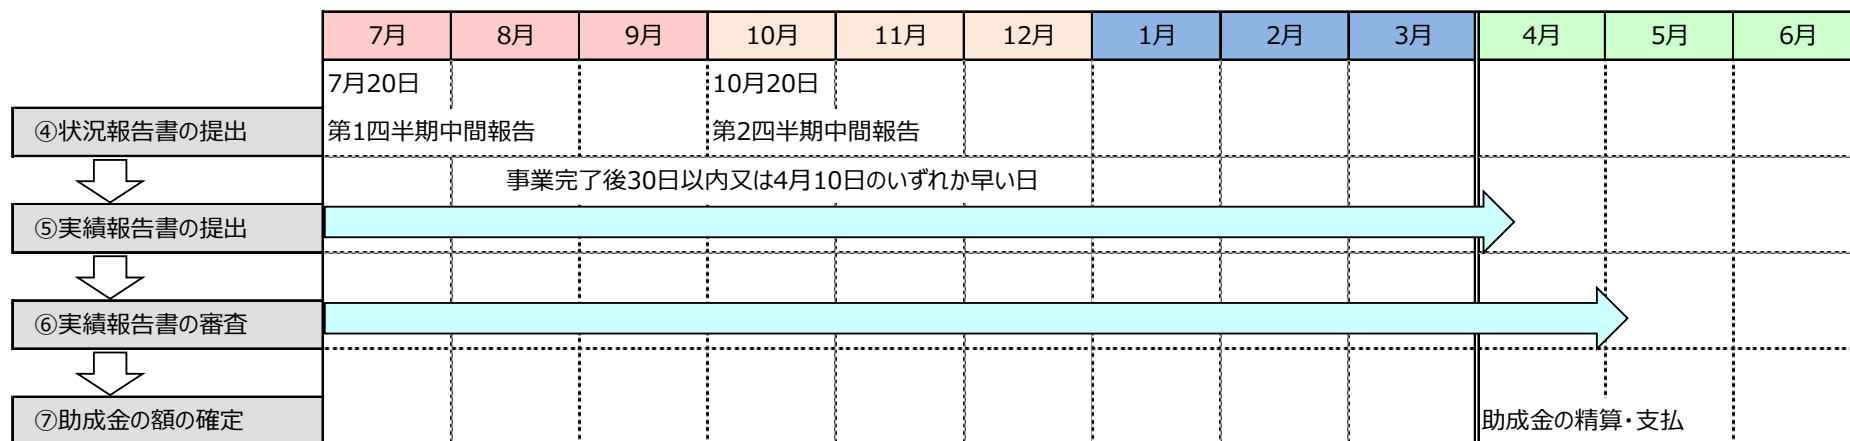 7月 8月 9月 10月 11月 12月 1月 2月 3月 4月 5月 6月
7月20日 10月20日
④状況報告書の提出 第1四半期中間報告 第2四半期中間報告
事業完了後30日以内又は4月10日のいずれか早い日
⑤実績報告書の提出
⑥実績報告書の審査
⑦助成金の額の確定 助成金の精算・支払